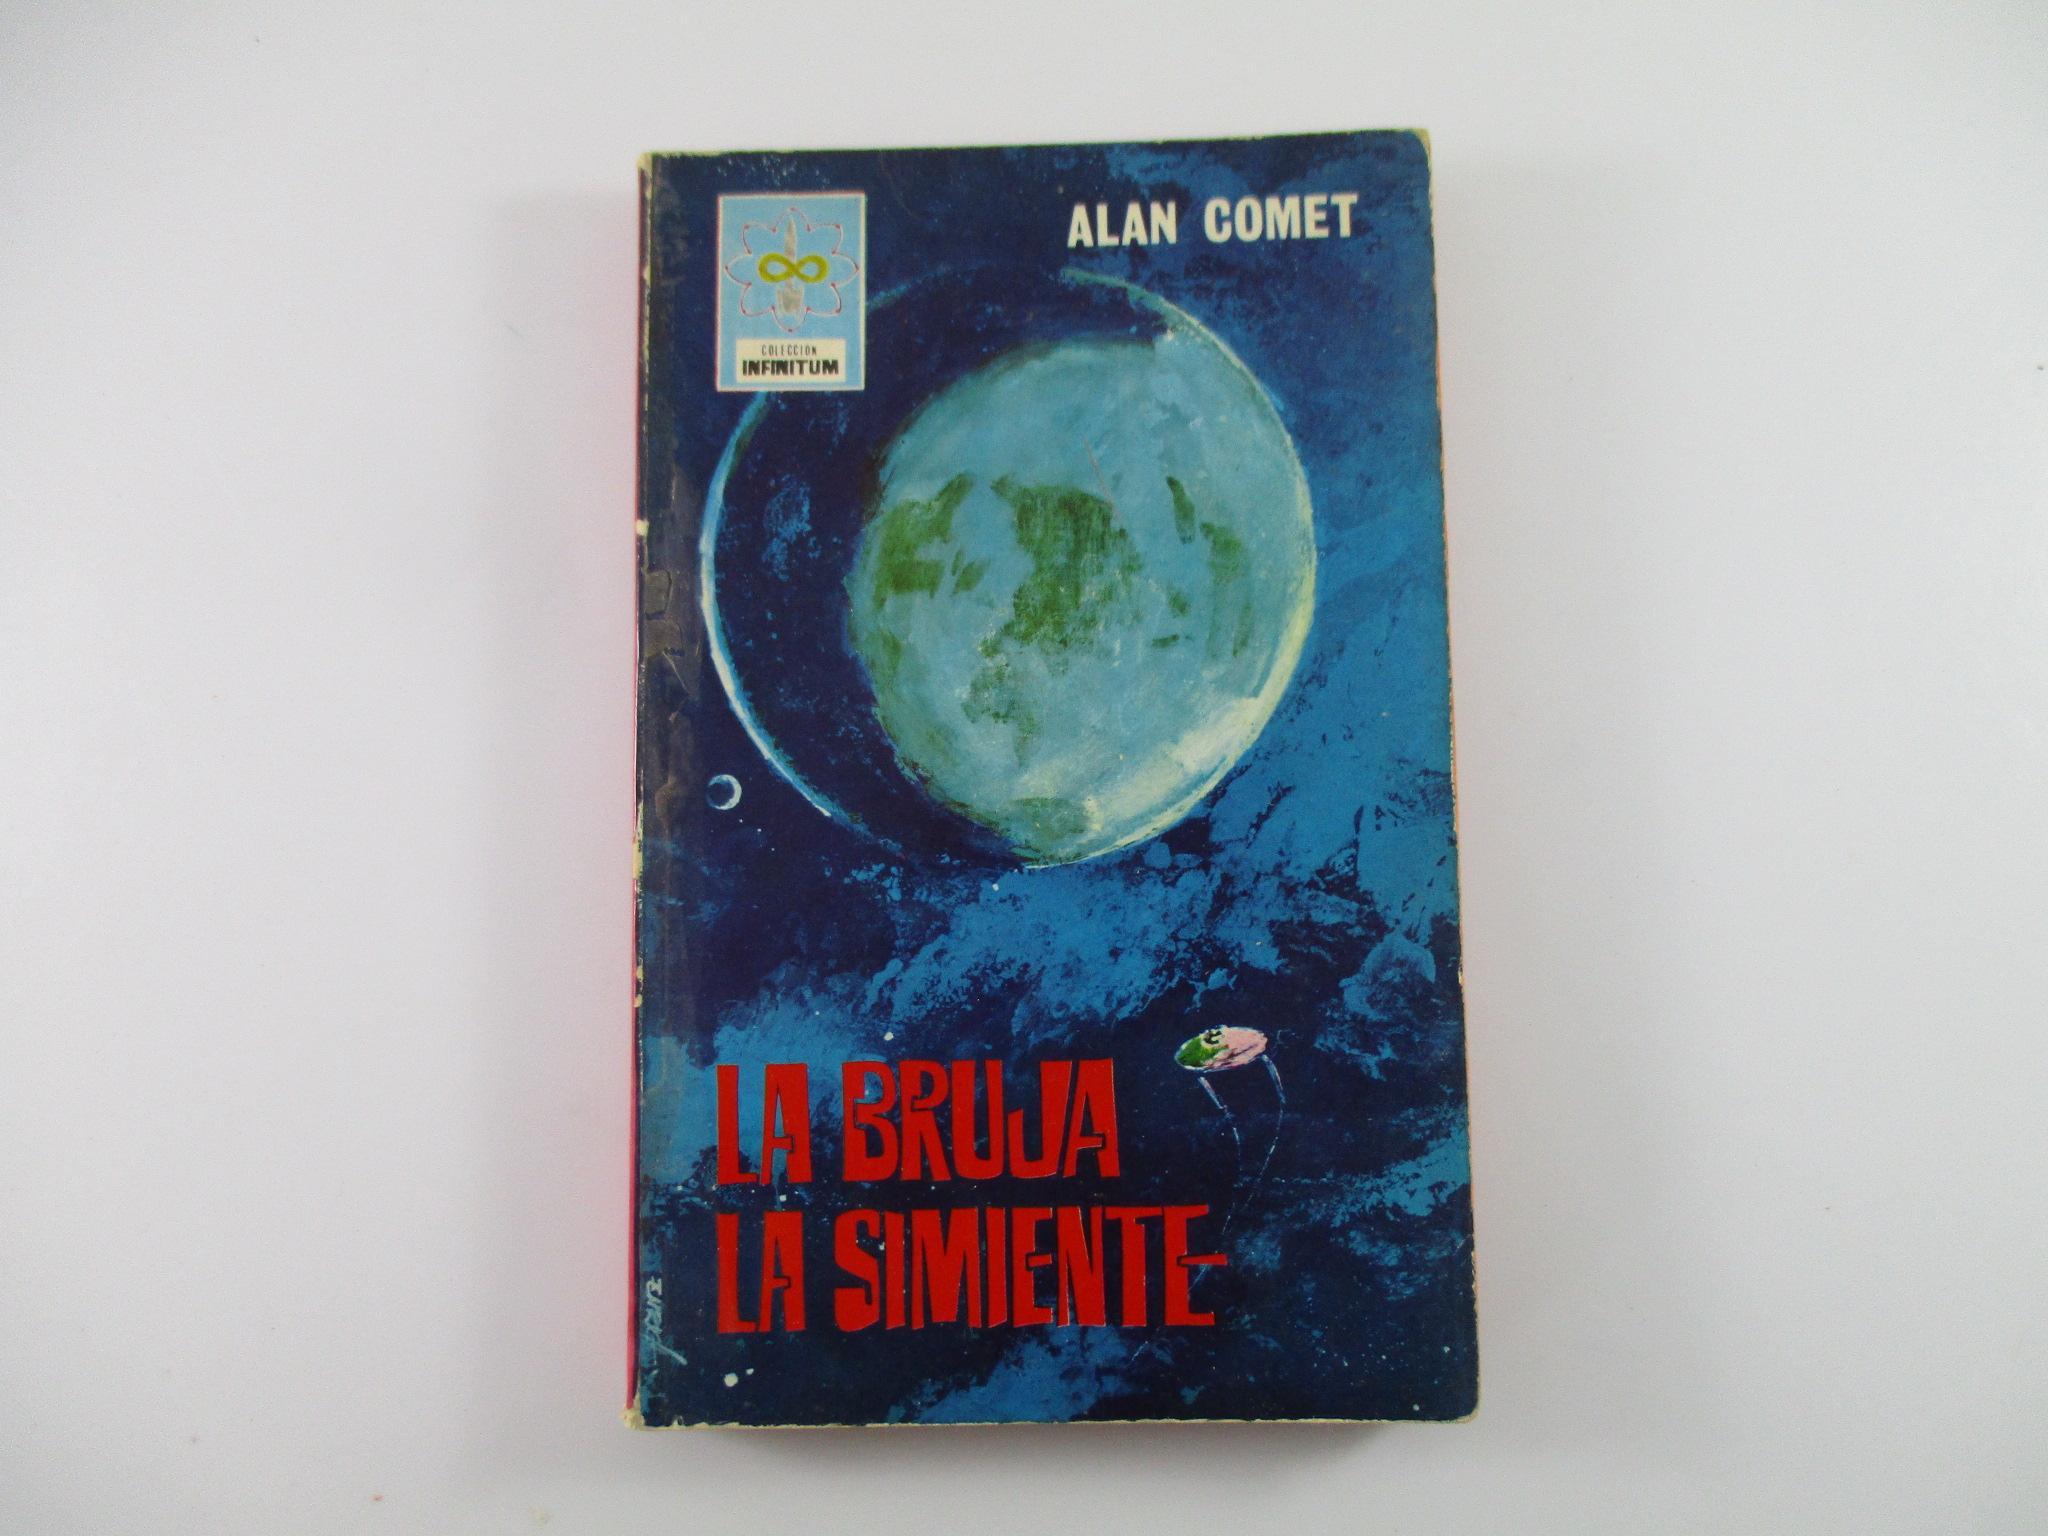 ALAN COMET
COLECCION
INFINITUM
LA BRUJA
LA SIMIENTE